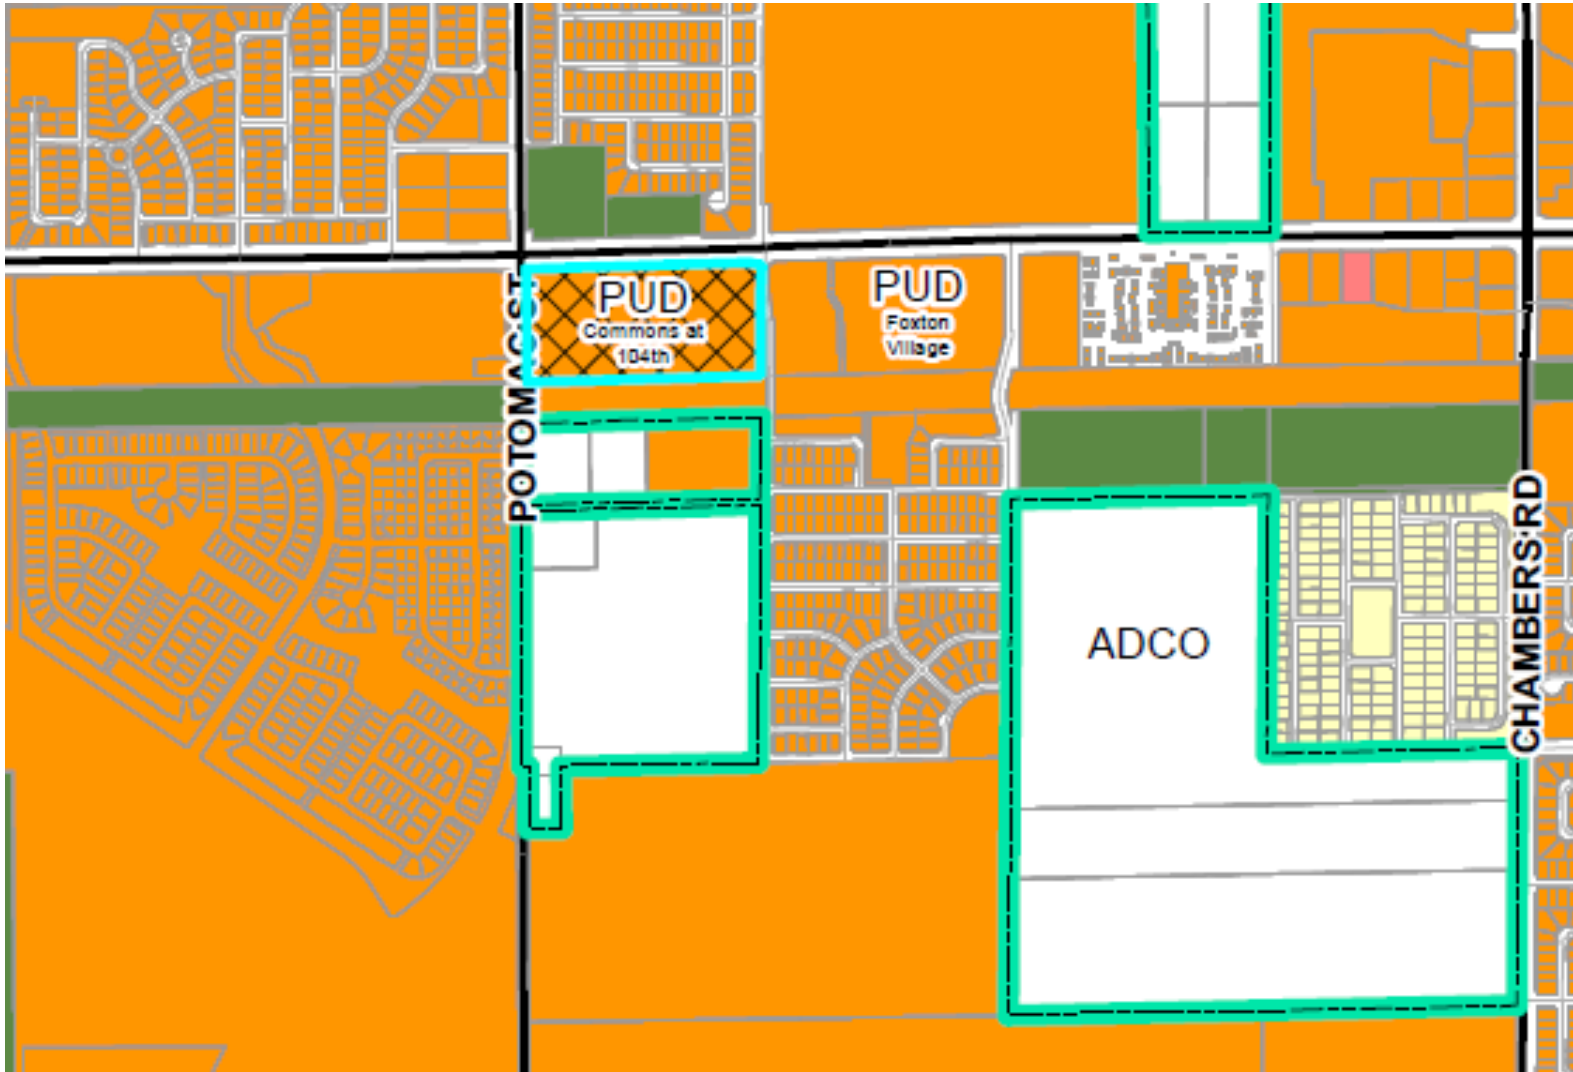 PUD
Commons at
104th
PUD
Foxton
Village
POTOMAC ST
ADCO
CHAMBERS RD